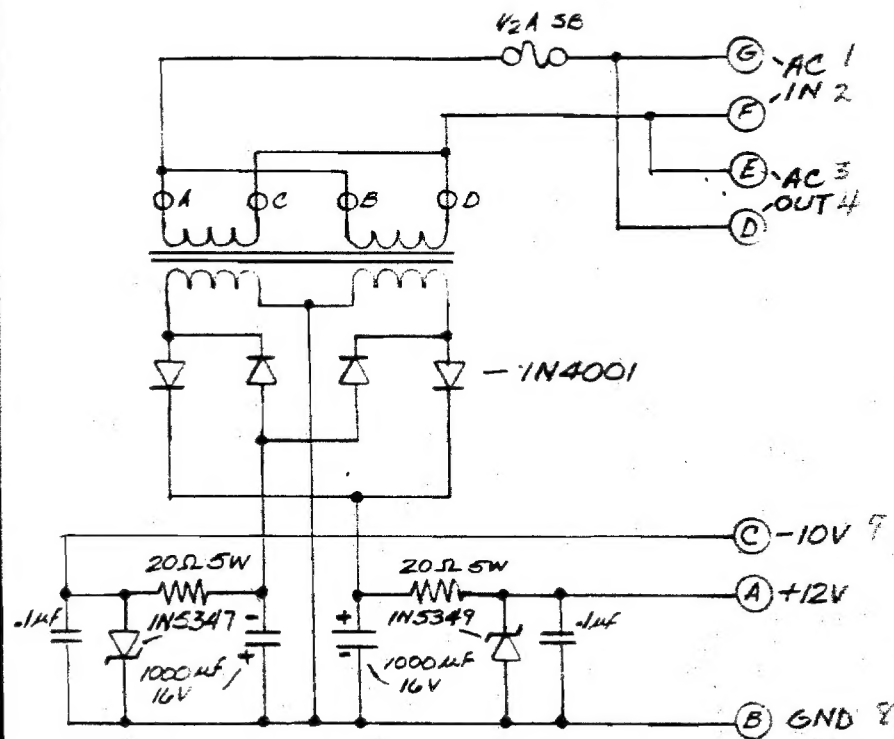 1/2A SB
G AC 1
F IN 2
E AC 3
D OUT 4
A C B D
1N4001
C -10V 9
20Ω 5W 20Ω 5W
A +12V
.1µF 1N5347 - + 1N5349 .1µF
+ -
1000µF 16V 1000µF 16V
B GND 8